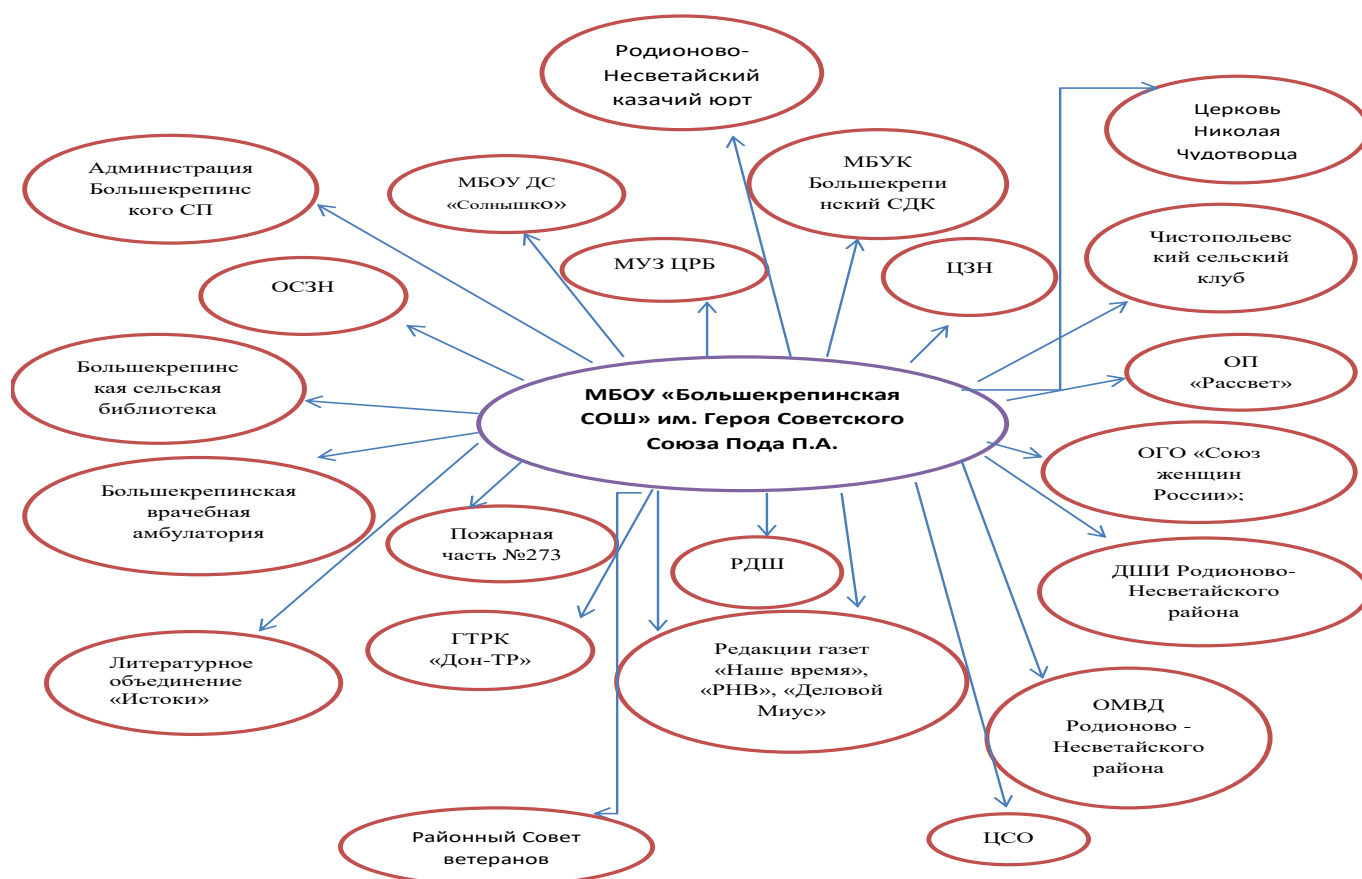 Родионово-
Несветайский
казачий юрт
Церковь
Николая
Чудотворца
Администрация
Большекрепинс
кого СП
МБОУ ДС
«Солнышко»
МБУК
Большекрепи
нский СДК
Чистопольевс
кий сельский
клуб
МУЗ ЦРБ
ЦЗН
ОСЗН
Большекрепинс
кая сельская
библиотека
ОП
«Рассвет»
МБОУ «Большекрепинская
СОШ» им. Героя Советского
Союза Пода П.А.
ОГО «Союз
женщин
России»;
Большекрепинская
врачебная
амбулатория
Пожарная
часть №273
РДШ
ДШИ Родионово-
Несветайского
района
Литературное
объединение
«Истоки»
ГТРК
«Дон-ТР»
Редакции газет
«Наше время»,
«РНВ», «Деловой
Миус»
ОМВД
Родионово -
Несветайского
района
Районный Совет
ветеранов
ЦСО